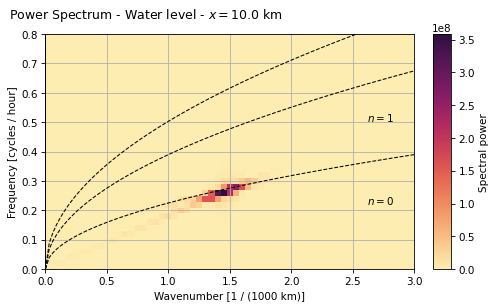 Power Spectrum - Water level - x = 10.0 km
1e8
0.8
0.7
0.6
0.5
0.4
0.3
0.2
0.1
0.0
Frequency [cycles / hour]
n = 1
n = 0
0.0 0.5 1.0 1.5 2.0 2.5 3.0
Wavenumber [1 / (1000 km)]
3.5
3.0
2.5
2.0
1.5
1.0
0.5
0.0
Spectral power